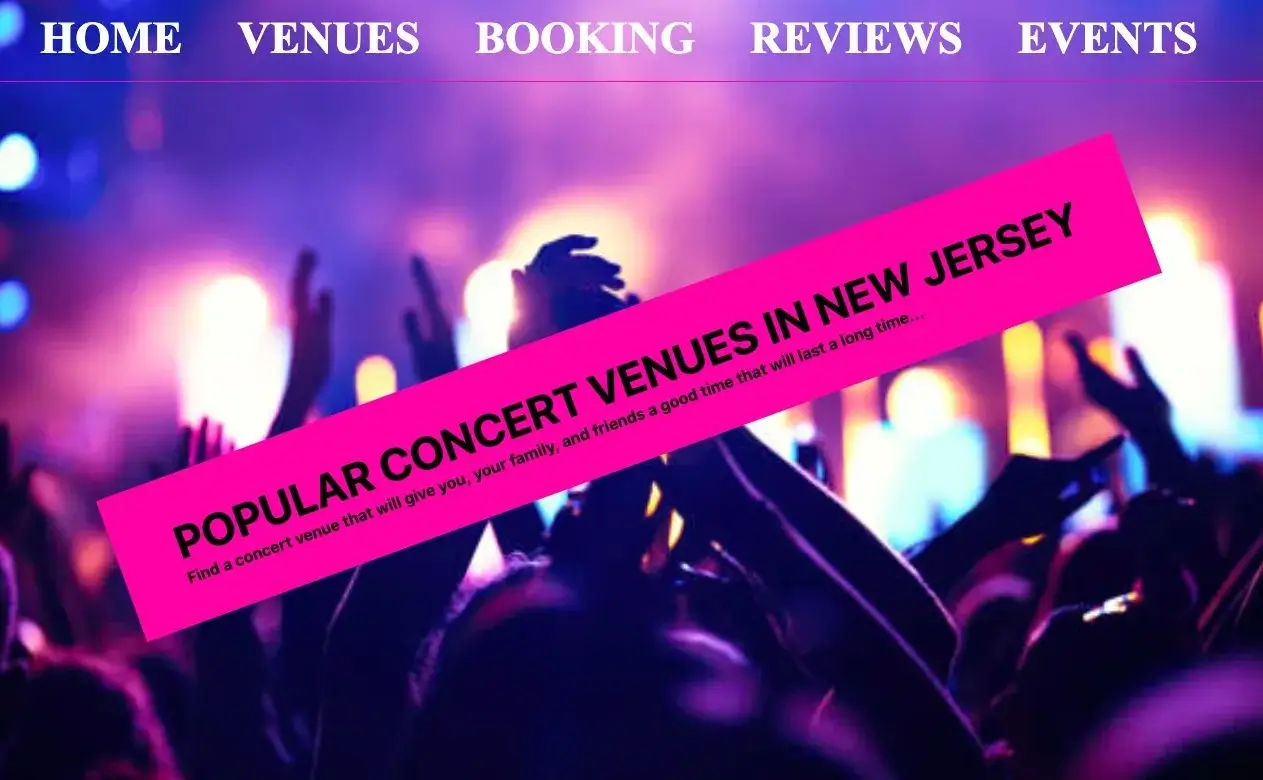 HOME VENUES BOOKING REVIEWS EVENTS
POPULAR CONCERT VENUES IN NEW JERSEY
Find a concert venue that will give you, your family, and friends a good time that will last a long time...